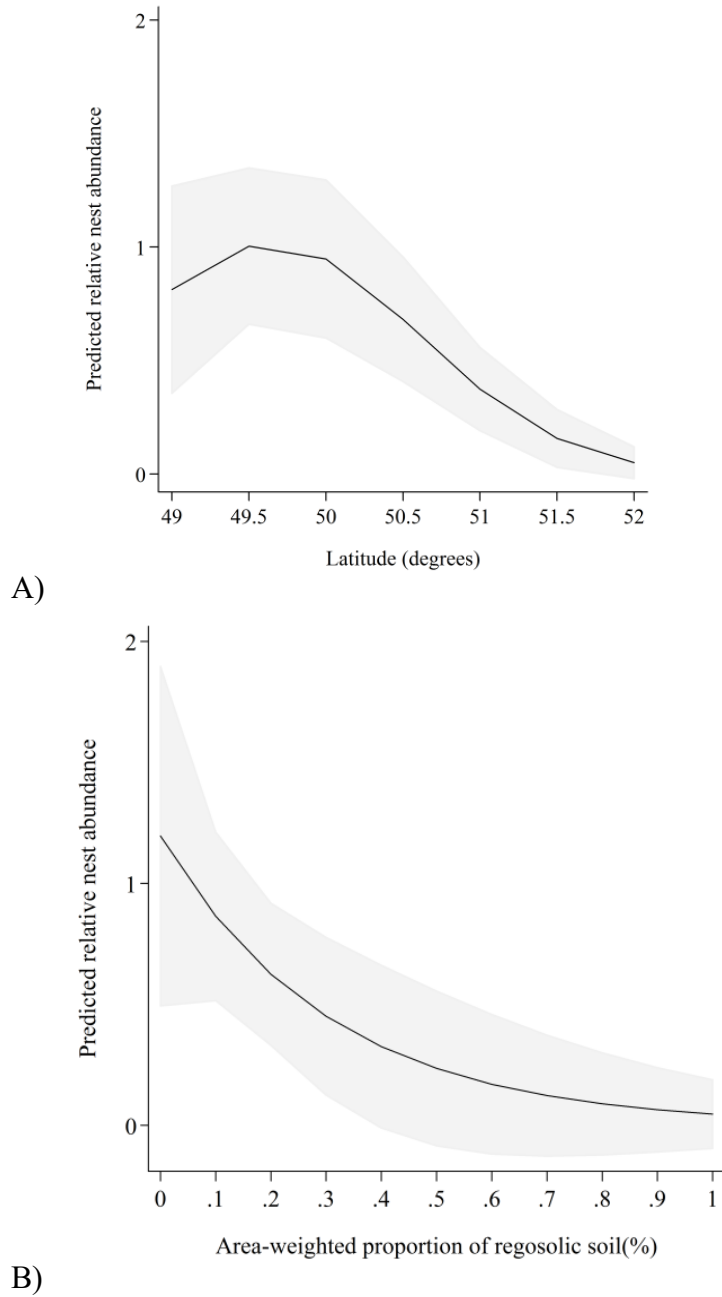 2
Predicted relative nest abundance
1
0
49 49.5 50 50.5 51 51.5 52
Latitude (degrees)
A)
2
Predicted relative nest abundance
1
0
0 .1 .2 .3 .4 .5 .6 .7 .8 .9 1
Area-weighted proportion of regosolic soil(%)
B)